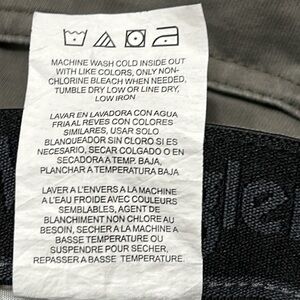 MACHINE WASH COLD INSIDE OUT
WITH LIKE COLORS, ONLY NON-
CHLORINE BLEACH WHEN NEEDED,
TUMBLE DRY LOW OR LINE DRY,
LOW IRON
LAVAR EN LAVADORA CON AGUA
FRIA AL REVES CON COLORES
SIMILARES, USAR SOLO
BLANQUEADOR SIN CLORO SI ES
NECESARIO, SECAR COLGADO O EN
SECADORA A TEMP. BAJA,
PLANCHAR A TEMPERATURA BAJA
LAVER A L'ENVERS A LA MACHINE
A L'EAU FROIDE AVEC COULEURS
SEMBLABLES, AGENT DE
BLANCHIMENT NON CHLORE AU
BESOIN, SECHER A LA MACHINE A
BASSE TEMPERATURE OU
SUSPENDRE POUR SECHER,
REPASSER A BASSE TEMPERATURE.